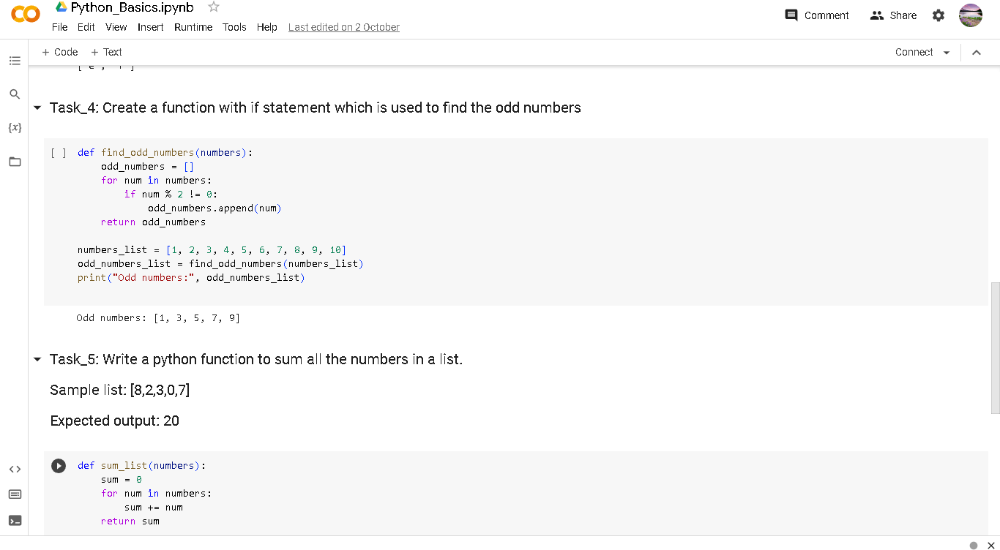 Python_Basics.ipynb
File Edit View Insert Runtime Tools Help Last edited on 2 October
Comment Share
+ Code + Text
Connect
Task_4: Create a function with if statement which is used to find the odd numbers
[ ] def find_odd_numbers(numbers):
    odd_numbers = []
    for num in numbers:
        if num % 2 != 0:
            odd_numbers.append(num)
    return odd_numbers
numbers_list = [1, 2, 3, 4, 5, 6, 7, 8, 9, 10]
odd_numbers_list = find_odd_numbers(numbers_list)
print("Odd numbers:", odd_numbers_list)
Odd numbers: [1, 3, 5, 7, 9]
Task_5: Write a python function to sum all the numbers in a list.
Sample list: [8,2,3,0,7]
Expected output: 20
def sum_list(numbers):
    sum = 0
    for num in numbers:
        sum += num
    return sum